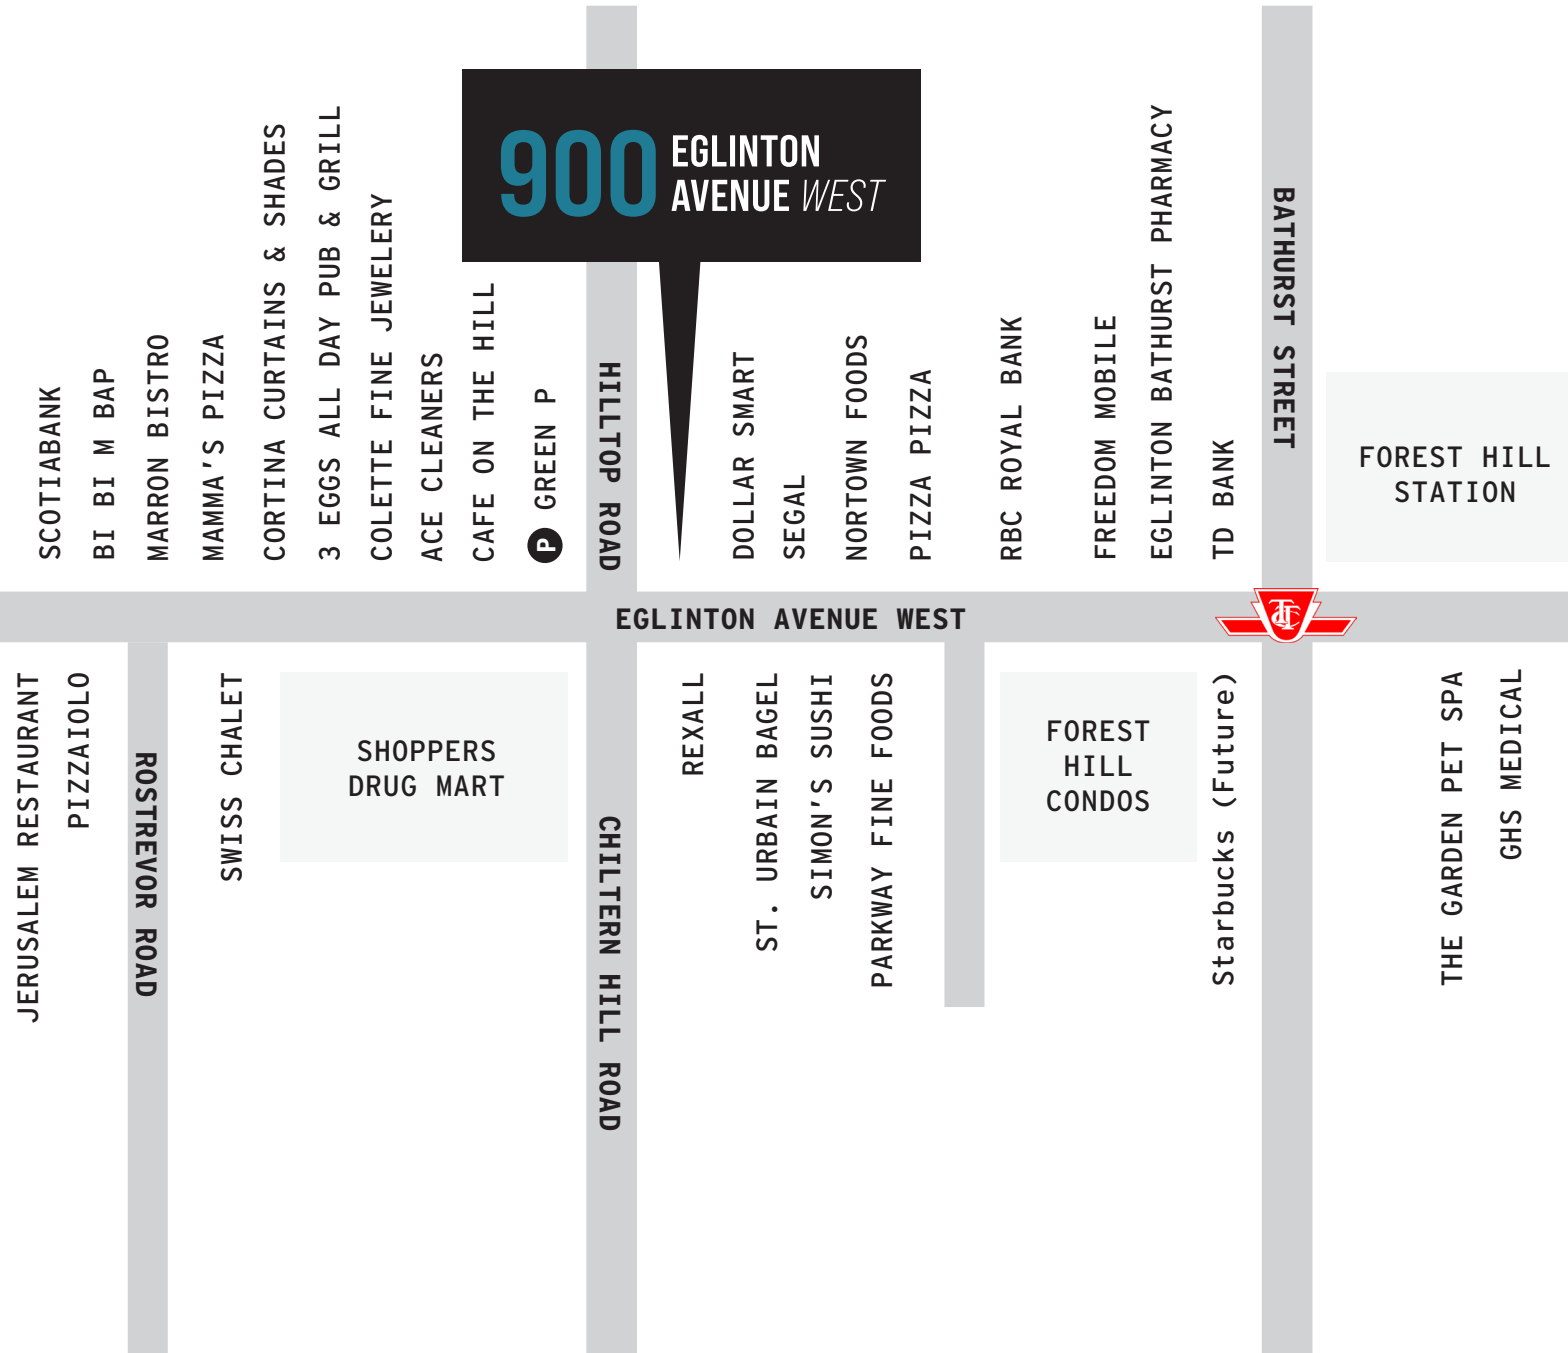 900 EGLINTON
AVENUE WEST
SCOTIABANK
BI BI M BAP
MARRON BISTRO
MAMMA'S PIZZA
CORTINA CURTAINS & SHADES
3 EGGS ALL DAY PUB & GRILL
COLETTE FINE JEWELERY
ACE CLEANERS
CAFE ON THE HILL
P GREEN P
HILLTOP ROAD
DOLLAR SMART
SEGAL
NORTOWN FOODS
PIZZA PIZZA
RBC ROYAL BANK
FREEDOM MOBILE
EGLINTON BATHURST PHARMACY
TD BANK
BATHURST STREET
FOREST HILL
STATION
EGLINTON AVENUE WEST
TTC
JERUSALEM RESTAURANT
PIZZAIOLO
ROSTREVOR ROAD
SWISS CHALET
SHOPPERS
DRUG MART
CHILTERN HILL ROAD
REXALL
ST. URBAIN BAGEL
SIMON'S SUSHI
PARKWAY FINE FOODS
FOREST
HILL
CONDOS
Starbucks (Future)
THE GARDEN PET SPA
GHS MEDICAL